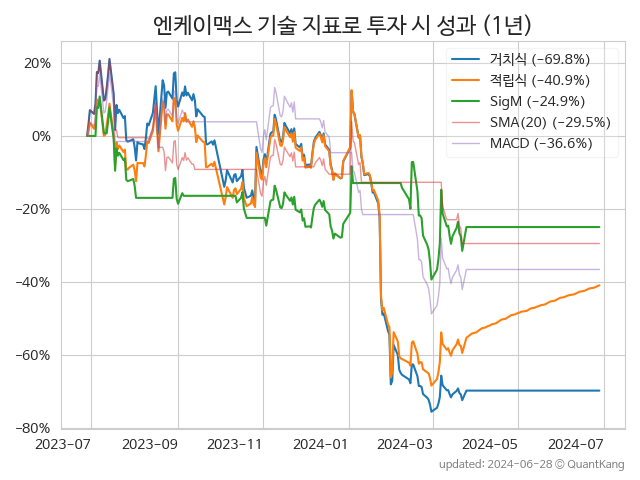 엔케이맥스 기술 지표로 투자 시 성과 (1년)
거치식 (−69.8%)
적립식 (−40.9%)
SigM (−24.9%)
SMA(20) (−29.5%)
MACD (−36.6%)
20%
0%
−20%
−40%
−60%
−80%
2023-07 2023-09 2023-11 2024-01 2024-03 2024-05 2024-07
updated: 2024-06-28 © QuantKang